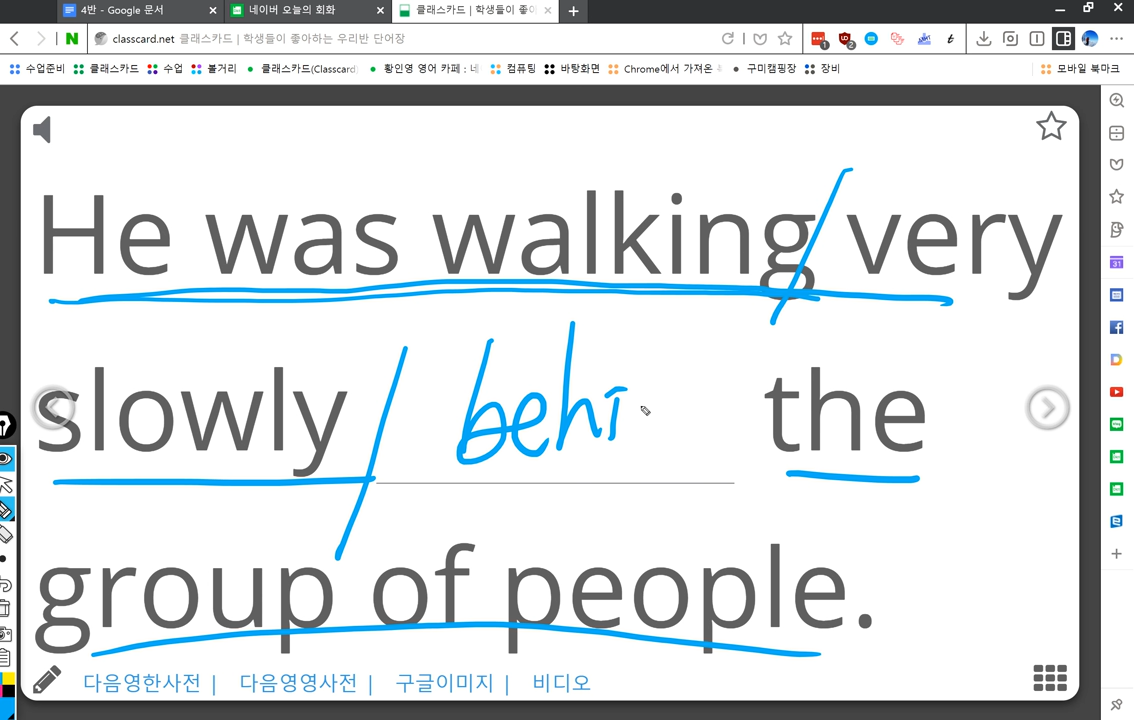 4반 - Google 문서
네이버 오늘의 회화
클래스카드 | 학생들이 좋아
classcard.net 클래스카드 | 학생들이 좋아하는 우리반 단어장
수업준비 클래스카드 수업 볼거리 클래스카드(Classcard 황인영 영어 카페 : 네 컴퓨팅 바탕화면 Chrome에서 가져온 구미캠핑장 장비 모바일 북마크
He was walking very
slowly behi the
group of people.
다음영한사전 | 다음영영사전 | 구글이미지 | 비디오